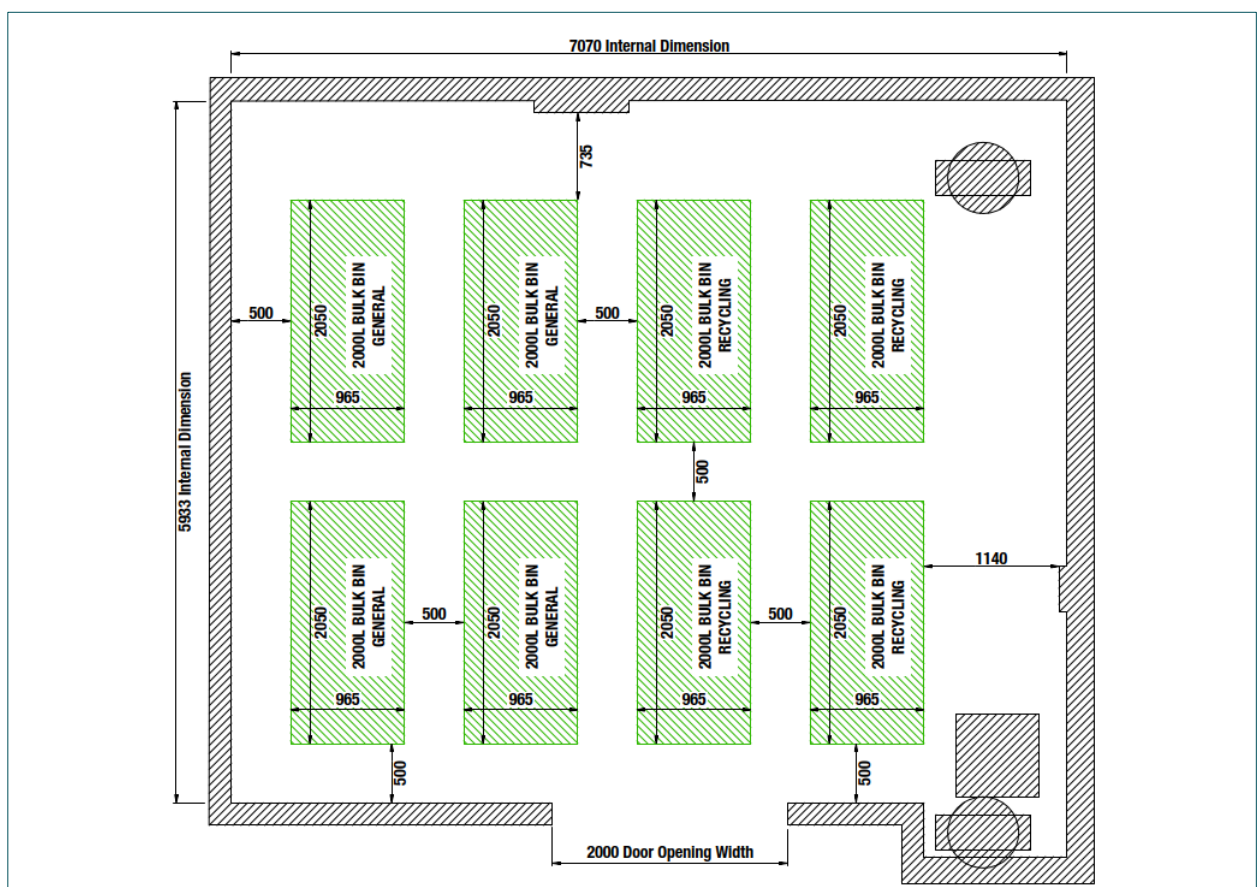 7070 Internal Dimension
5933 Internal Dimension
735
500
2050
2000L BULK BIN
GENERAL
965
2050
2000L BULK BIN
GENERAL
965
500
2050
2000L BULK BIN
RECYCLING
965
2050
2000L BULK BIN
RECYCLING
965
500
2050
2000L BULK BIN
GENERAL
965
500
2050
2000L BULK BIN
GENERAL
965
2050
2000L BULK BIN
RECYCLING
965
500
2050
2000L BULK BIN
RECYCLING
965
1140
500
500
2000 Door Opening Width